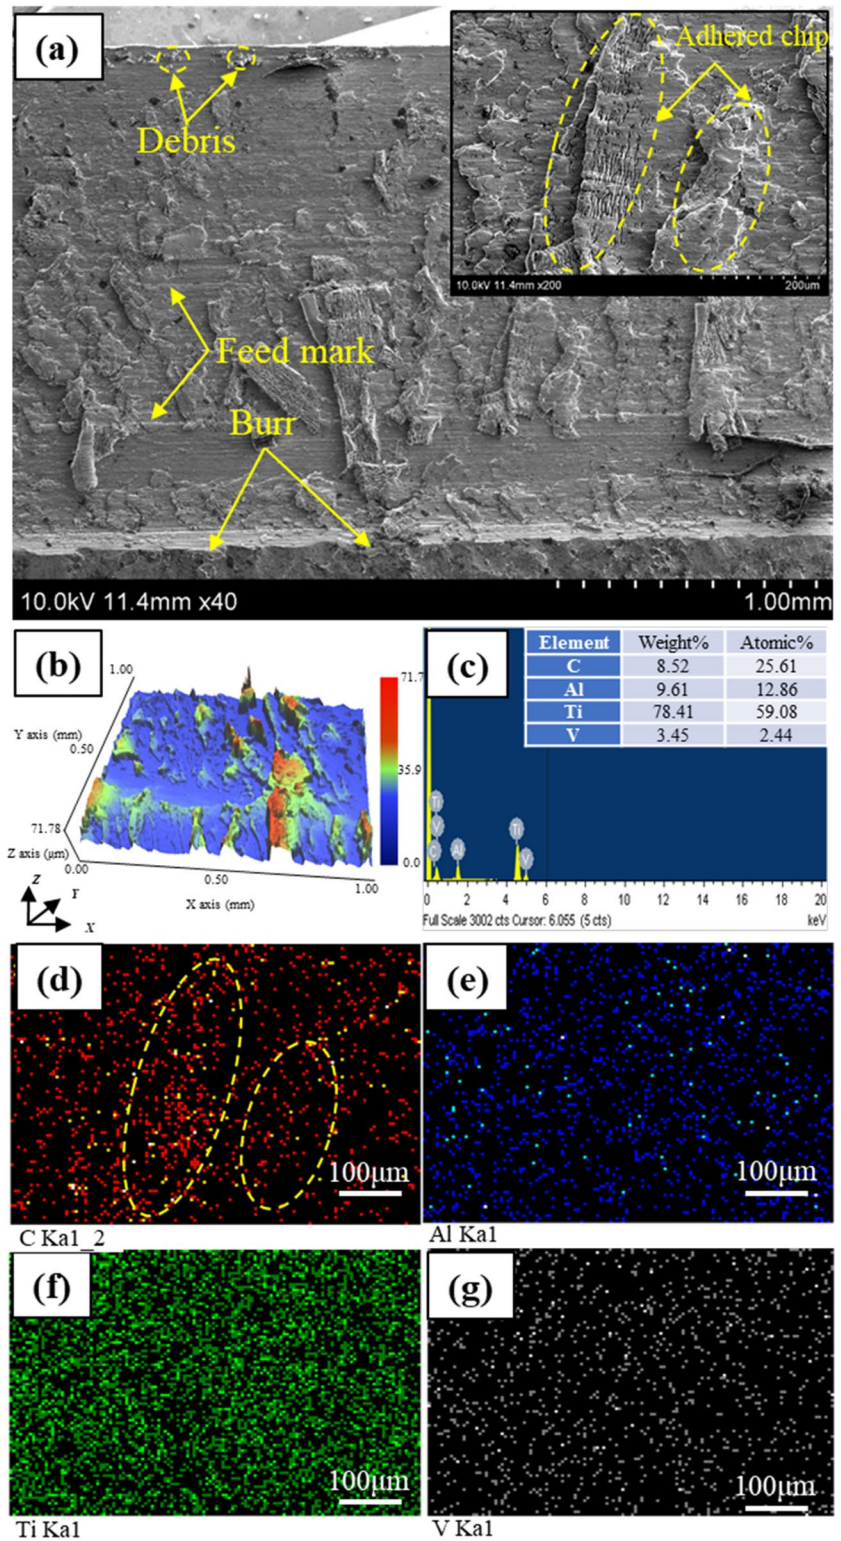 (a)
Debris
Adhered chip
10.0kV 11.4mm x200 200um
Feed mark
Burr
10.0kV 11.4mm x40 1.00mm
(b)
1.00
Y axis (mm)
0.50
71.78
Z axis (µm)
0.00
0.50
1.00
X axis (mm)
Z
Y
X
71.7
35.9
0.0
(c)
Element Weight% Atomic%
C 8.52 25.61
Al 9.61 12.86
Ti 78.41 59.08
V 3.45 2.44
Ti
V
C
Al
Ti
V
0 2 4 6 8 10 12 14 16 18 20
Full Scale 3002 cts Cursor: 6.055 (5 cts) keV
(d)
100µm
C Ka1_2
(e)
100µm
Al Ka1
(f)
100µm
Ti Ka1
(g)
100µm
V Ka1